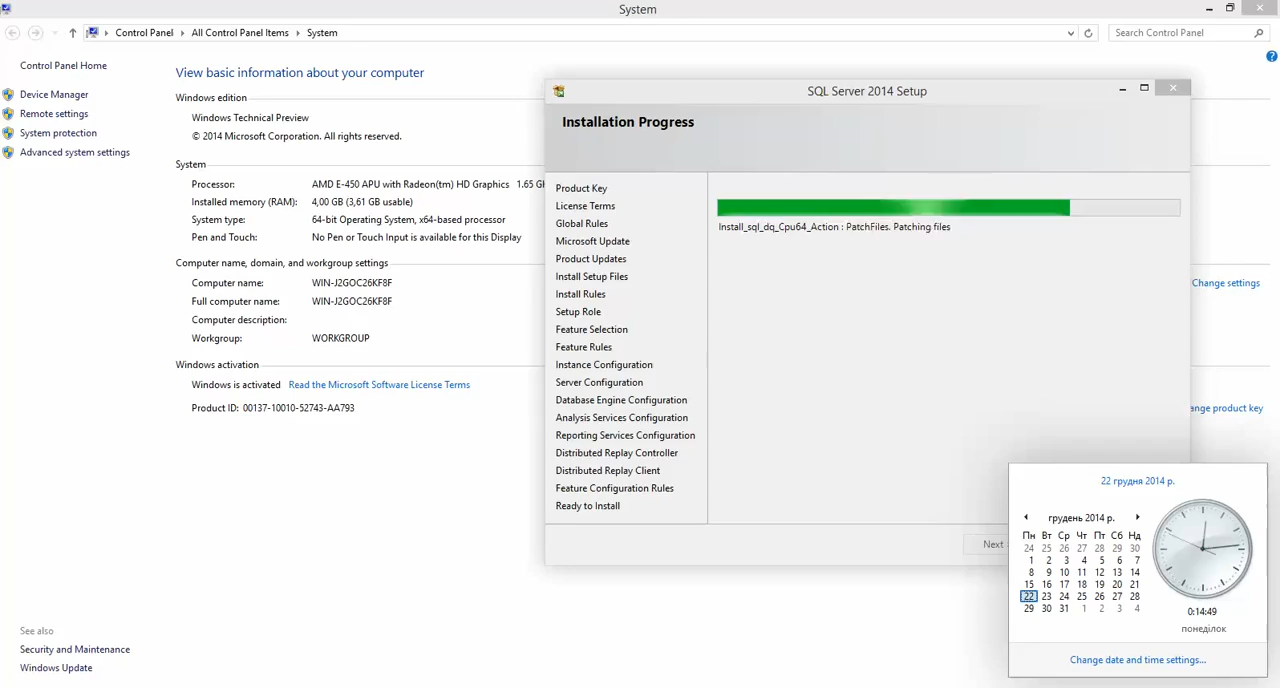 System
Control Panel
All Control Panel Items
System
Search Control Panel
Control Panel Home
Device Manager
Remote settings
System protection
Advanced system settings
View basic information about your computer
Windows edition
Windows Technical Preview
© 2014 Microsoft Corporation. All rights reserved.
System
Processor: AMD E-450 APU with Radeon(tm) HD Graphics 1.65 G
Installed memory (RAM): 4,00 GB (3,61 GB usable)
System type: 64-bit Operating System, x64-based processor
Pen and Touch: No Pen or Touch Input is available for this Display
Computer name, domain, and workgroup settings
Computer name: WIN-J2GOC26KF8F
Full computer name: WIN-J2GOC26KF8F
Computer description:
Workgroup: WORKGROUP
Change settings
Windows activation
Windows is activated Read the Microsoft Software License Terms
Product ID: 00137-10010-52743-AA793
ange product key
See also
Security and Maintenance
Windows Update
SQL Server 2014 Setup
Installation Progress
Product Key
License Terms
Global Rules
Microsoft Update
Product Updates
Install Setup Files
Install Rules
Setup Role
Feature Selection
Feature Rules
Instance Configuration
Server Configuration
Database Engine Configuration
Analysis Services Configuration
Reporting Services Configuration
Distributed Replay Controller
Distributed Replay Client
Feature Configuration Rules
Ready to Install
Install_sql_dq_Cpu64_Action : PatchFiles. Patching files
Next
22 грудня 2014 р.
грудень 2014 р.
Пн Вт Ср Чт Пт Сб Нд
24 25 26 27 28 29 30
1 2 3 4 5 6 7
8 9 10 11 12 13 14
15 16 17 18 19 20 21
22 23 24 25 26 27 28
29 30 31 1 2 3 4
0:14:49
понеділок
Change date and time settings...